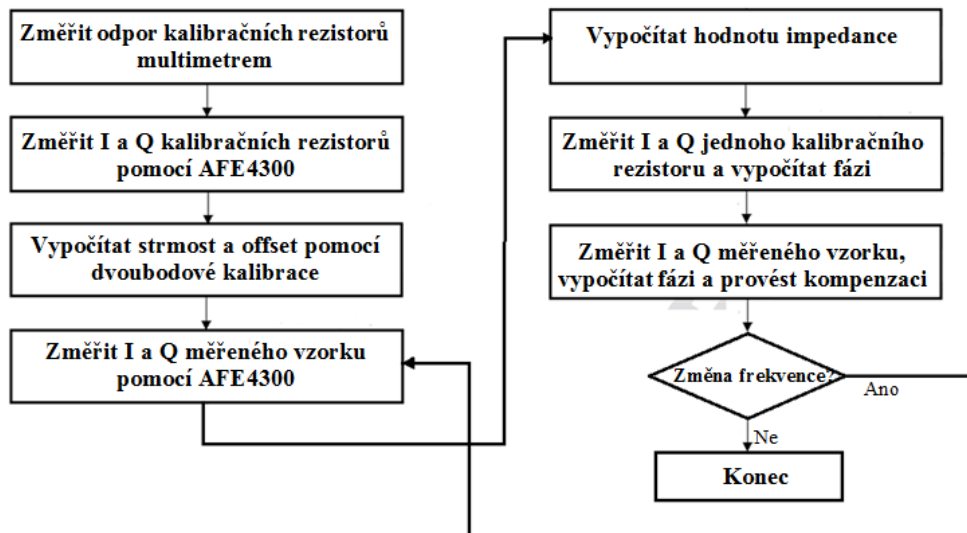 Změřit odpor kalibračních rezistorů
multimetrem
Změřit I a Q kalibračních rezistorů
pomocí AFE4300
Vypočítat strmost a offset pomocí
dvoubodové kalibrace
Změřit I a Q měřeného vzorku
pomocí AFE4300
Vypočítat hodnotu impedance
Změřit I a Q jednoho kalibračního
rezistoru a vypočítat fázi
Změřit I a Q měřeného vzorku,
vypočítat fázi a provést kompenzaci
Změna frekvence?
Ano
Ne
Konec